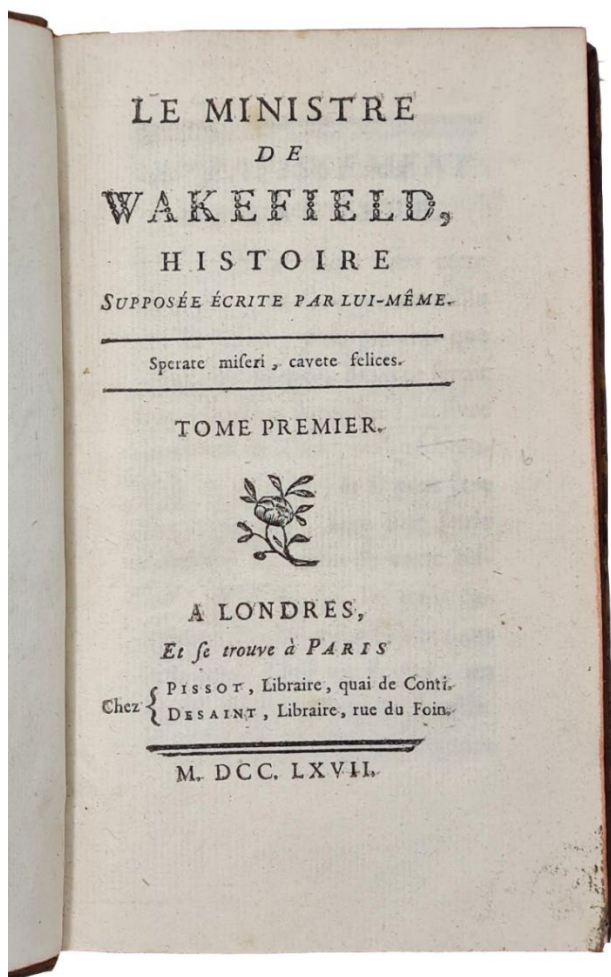 LE MINISTRE
DE
WAKEFIELD,
HISTOIRE
SUPPOSÉE ÉCRITE PAR LUI-MÊME.
Sperate miſeri, cavete felices.
TOME PREMIER.
A LONDRES,
Et ſe trouve à PARIS
Chez { PISSOT, Libraire, quai de Conti.
DESAINT, Libraire, rue du Foin.
M. DCC. LXVII.